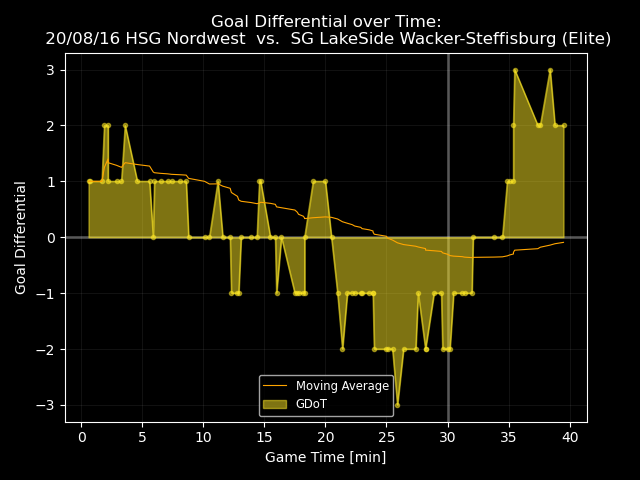 Goal Differential over Time:
20/08/16 HSG Nordwest  vs.  SG LakeSide Wacker-Steffisburg (Elite)
Goal Differential
3
2
1
0
−1
−2
−3
Moving Average
GDoT
0 5 10 15 20 25 30 35 40
Game Time [min]